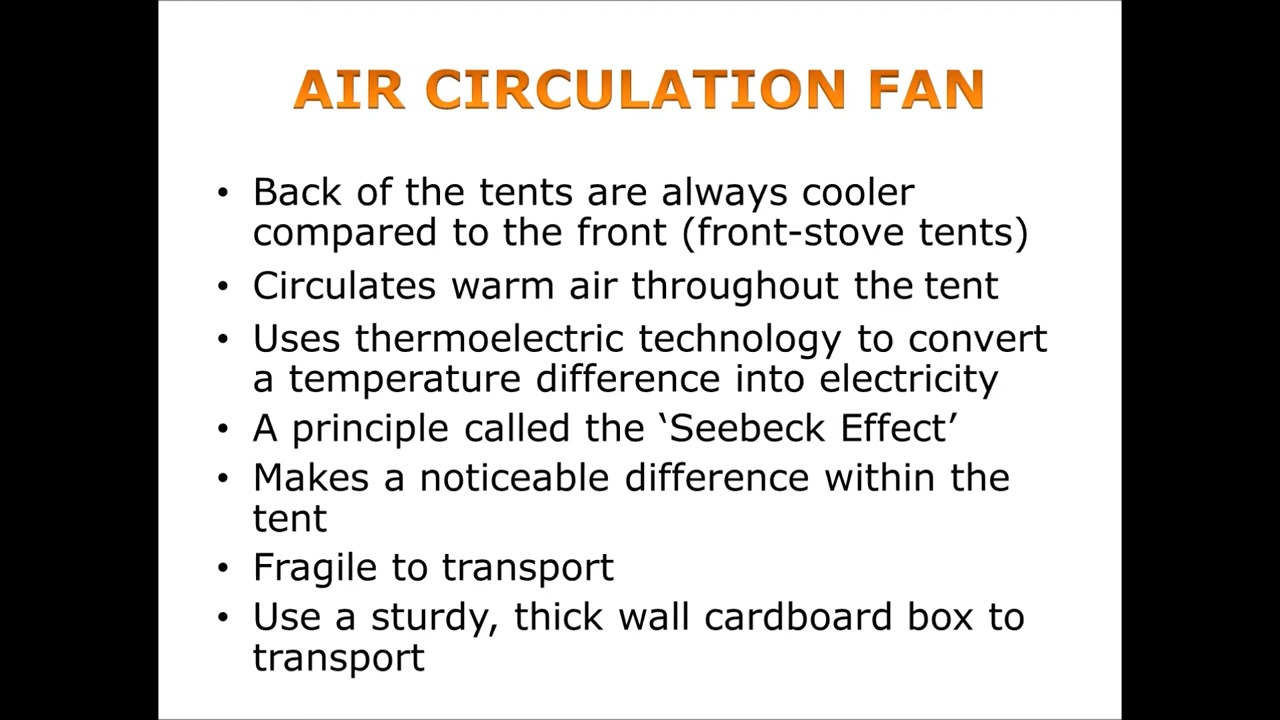 AIR CIRCULATION FAN
• Back of the tents are always cooler
compared to the front (front-stove tents)
• Circulates warm air throughout the tent
• Uses thermoelectric technology to convert
a temperature difference into electricity
• A principle called the ‘Seebeck Effect’
• Makes a noticeable difference within the
tent
• Fragile to transport
• Use a sturdy, thick wall cardboard box to
transport